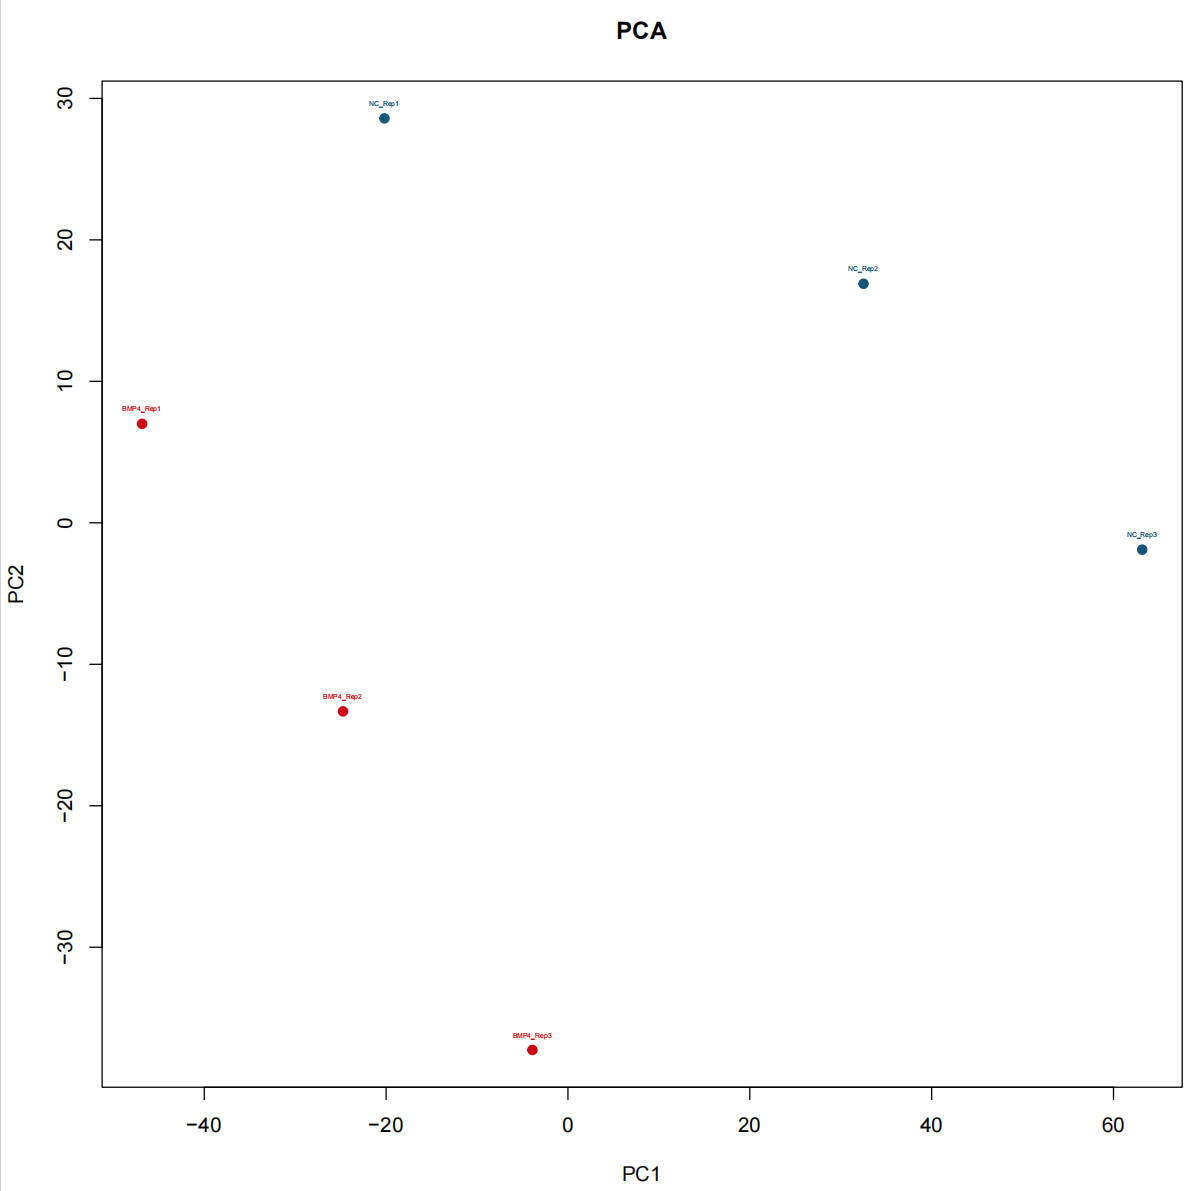 PCA
30
NC_Rep1
20
NC_Rep2
10
BMP4_Rep1
0
NC_Rep3
PC2
−10
BMP4_Rep2
−20
−30
BMP4_Rep3
−40
−20
0
20
40
60
PC1